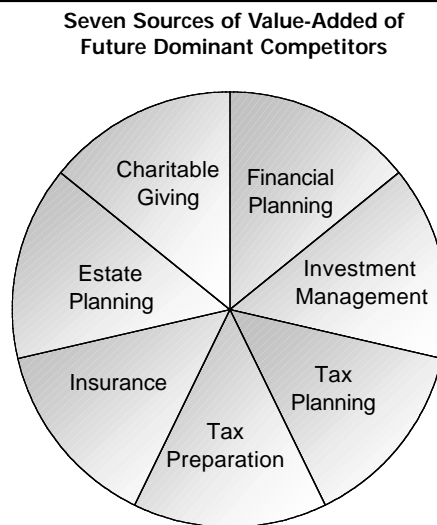 Seven Sources of Value-Added of
Future Dominant Competitors
Charitable
Giving
Financial
Planning
Estate
Planning
Investment
Management
Insurance
Tax
Planning
Tax
Preparation